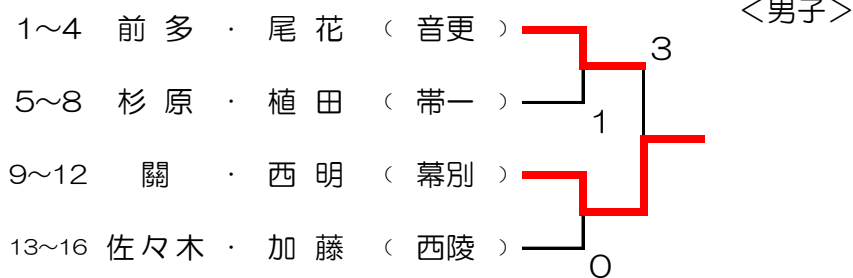 <男子>
1～4 前多・尾花（音更）
3
5～8 杉原・植田（帯一）
1
9～12 關・西明（幕別）
13～16 佐々木・加藤（西陵）
0